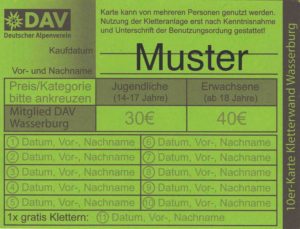 DAV
Deutscher Alpenverein
Karte kann von mehreren Personen genutzt werden.
Nutzung der Kletteranlage erst nach Kenntnisnahme
und Unterschrift der Benutzungsordung gestattet!
Kaufdatum
Vor- und Nachname
Muster
Preis/Kategorie
bitte ankreuzen
Jugendliche
(14-17 Jahre)
Erwachsene
(ab 18 Jahre)
Mitglied DAV
Wasserburg
30€
40€
1 Datum, Vor-, Nachname
6 Datum, Vor-, Nachname
2 Datum, Vor-, Nachname
7 Datum, Vor-, Nachname
3 Datum, Vor-, Nachname
8 Datum, Vor-, Nachname
4 Datum, Vor-, Nachname
9 Datum, Vor-, Nachname
5 Datum, Vor-, Nachname
10 Datum, Vor-, Nachname
1x gratis Klettern: 11 Datum, Vor-, Nachname
10er-Karte Kletterwand Wasserburg